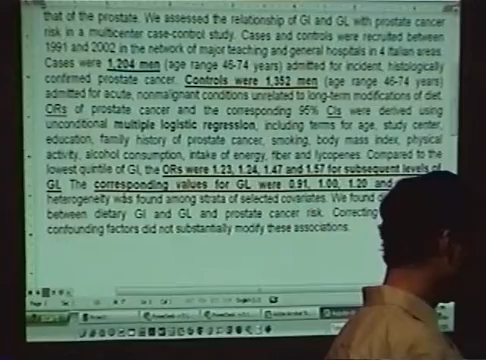 that of the prostate. We assessed the relationship of GI and GL with prostate cancer
risk in a multicenter case-control study. Cases and controls were recruited between
1991 and 2002 in the network of major teaching and general hospitals in 4 Italian areas.
Cases were 1,204 men (age range 46-74 years) admitted for incident, histologically
confirmed prostate cancer. Controls were 1,352 men (age range 46-74 years)
admitted for acute, nonmalignant conditions unrelated to long-term modifications of diet.
ORs of prostate cancer and the corresponding 95% CIs were derived using
unconditional multiple logistic regression, including terms for age, study center,
education, family history of prostate cancer, smoking, body mass index, physical
activity, alcohol consumption, intake of energy, fiber and lycopenes. Compared to the
lowest quintile of GI, the ORs were 1.23, 1.24, 1.47 and 1.57 for subsequent levels of
GI. The corresponding values for GL were 0.91, 1.00, 1.20 and
heterogeneity was found among strata of selected covariates. We found
between dietary GI and GL and prostate cancer risk. Correcting
confounding factors did not substantially modify these associations.